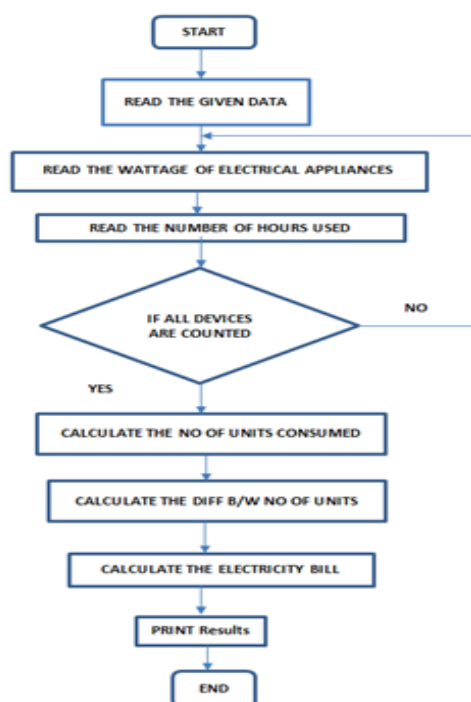 START
READ THE GIVEN DATA
READ THE WATTAGE OF ELECTRICAL APPLIANCES
READ THE NUMBER OF HOURS USED
IF ALL DEVICES
ARE COUNTED
NO
YES
CALCULATE THE NO OF UNITS CONSUMED
CALCULATE THE DIFF B/W NO OF UNITS
CALCULATE THE ELECTRICITY BILL
PRINT Results
END